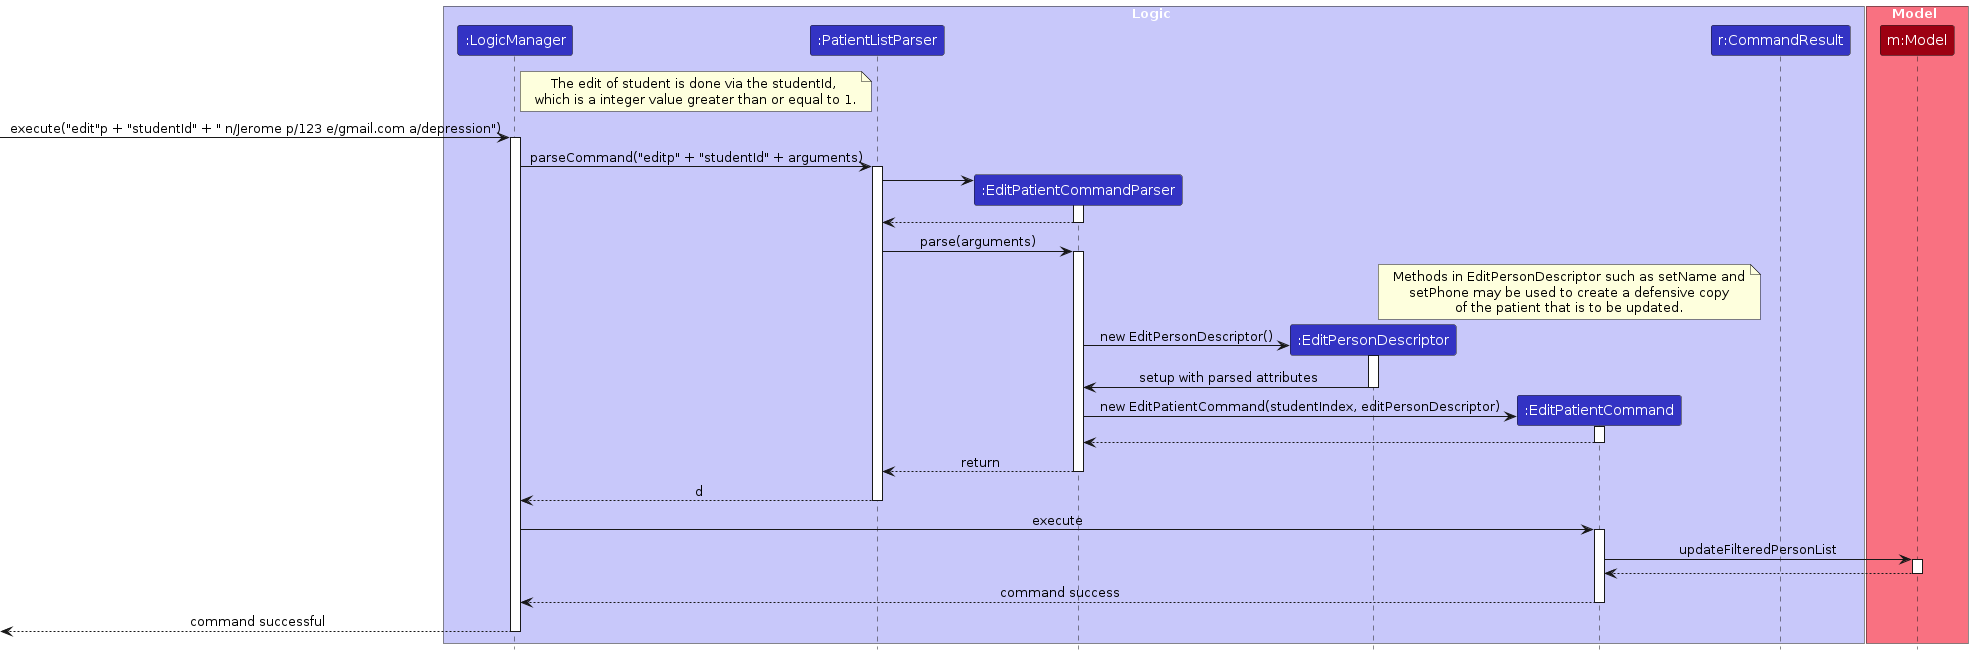 Logic
Model
:LogicManager
:PatientListParser
r:CommandResult
m:Model
The edit of student is done via the studentId,
which is a integer value greater than or equal to 1.
execute("edit"p + "studentId" + " n/Jerome p/123 e/gmail.com a/depression")
parseCommand("editp" + "studentId" + arguments)
:EditPatientCommandParser
parse(arguments)
Methods in EditPersonDescriptor such as setName and
setPhone may be used to create a defensive copy
of the patient that is to be updated.
new EditPersonDescriptor()
:EditPersonDescriptor
setup with parsed attributes
new EditPatientCommand(studentIndex, editPersonDescriptor)
:EditPatientCommand
return
d
execute
updateFilteredPersonList
command success
command successful